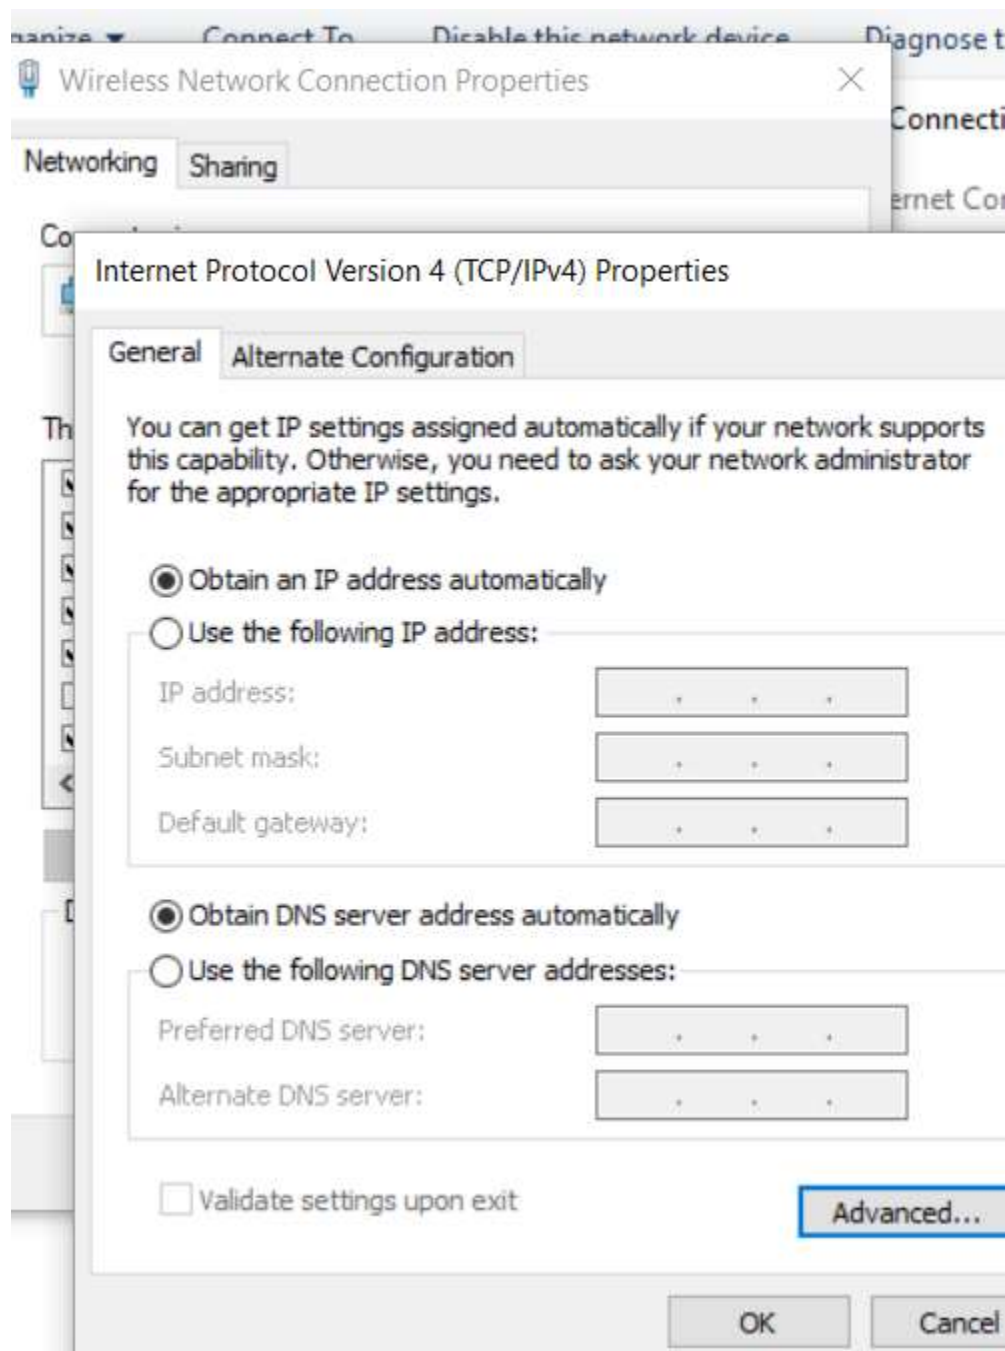 Connect To
Disable this network device
Diagnose t
Wireless Network Connection Properties
Connecti
Networking
Sharing
ernet Cor
Co
Internet Protocol Version 4 (TCP/IPv4) Properties
General
Alternate Configuration
Th
You can get IP settings assigned automatically if your network supports
this capability. Otherwise, you need to ask your network administrator
for the appropriate IP settings.
Obtain an IP address automatically
Use the following IP address:
IP address:
Subnet mask:
Default gateway:
Obtain DNS server address automatically
Use the following DNS server addresses:
Preferred DNS server:
Alternate DNS server:
Validate settings upon exit
Advanced...
OK
Cancel